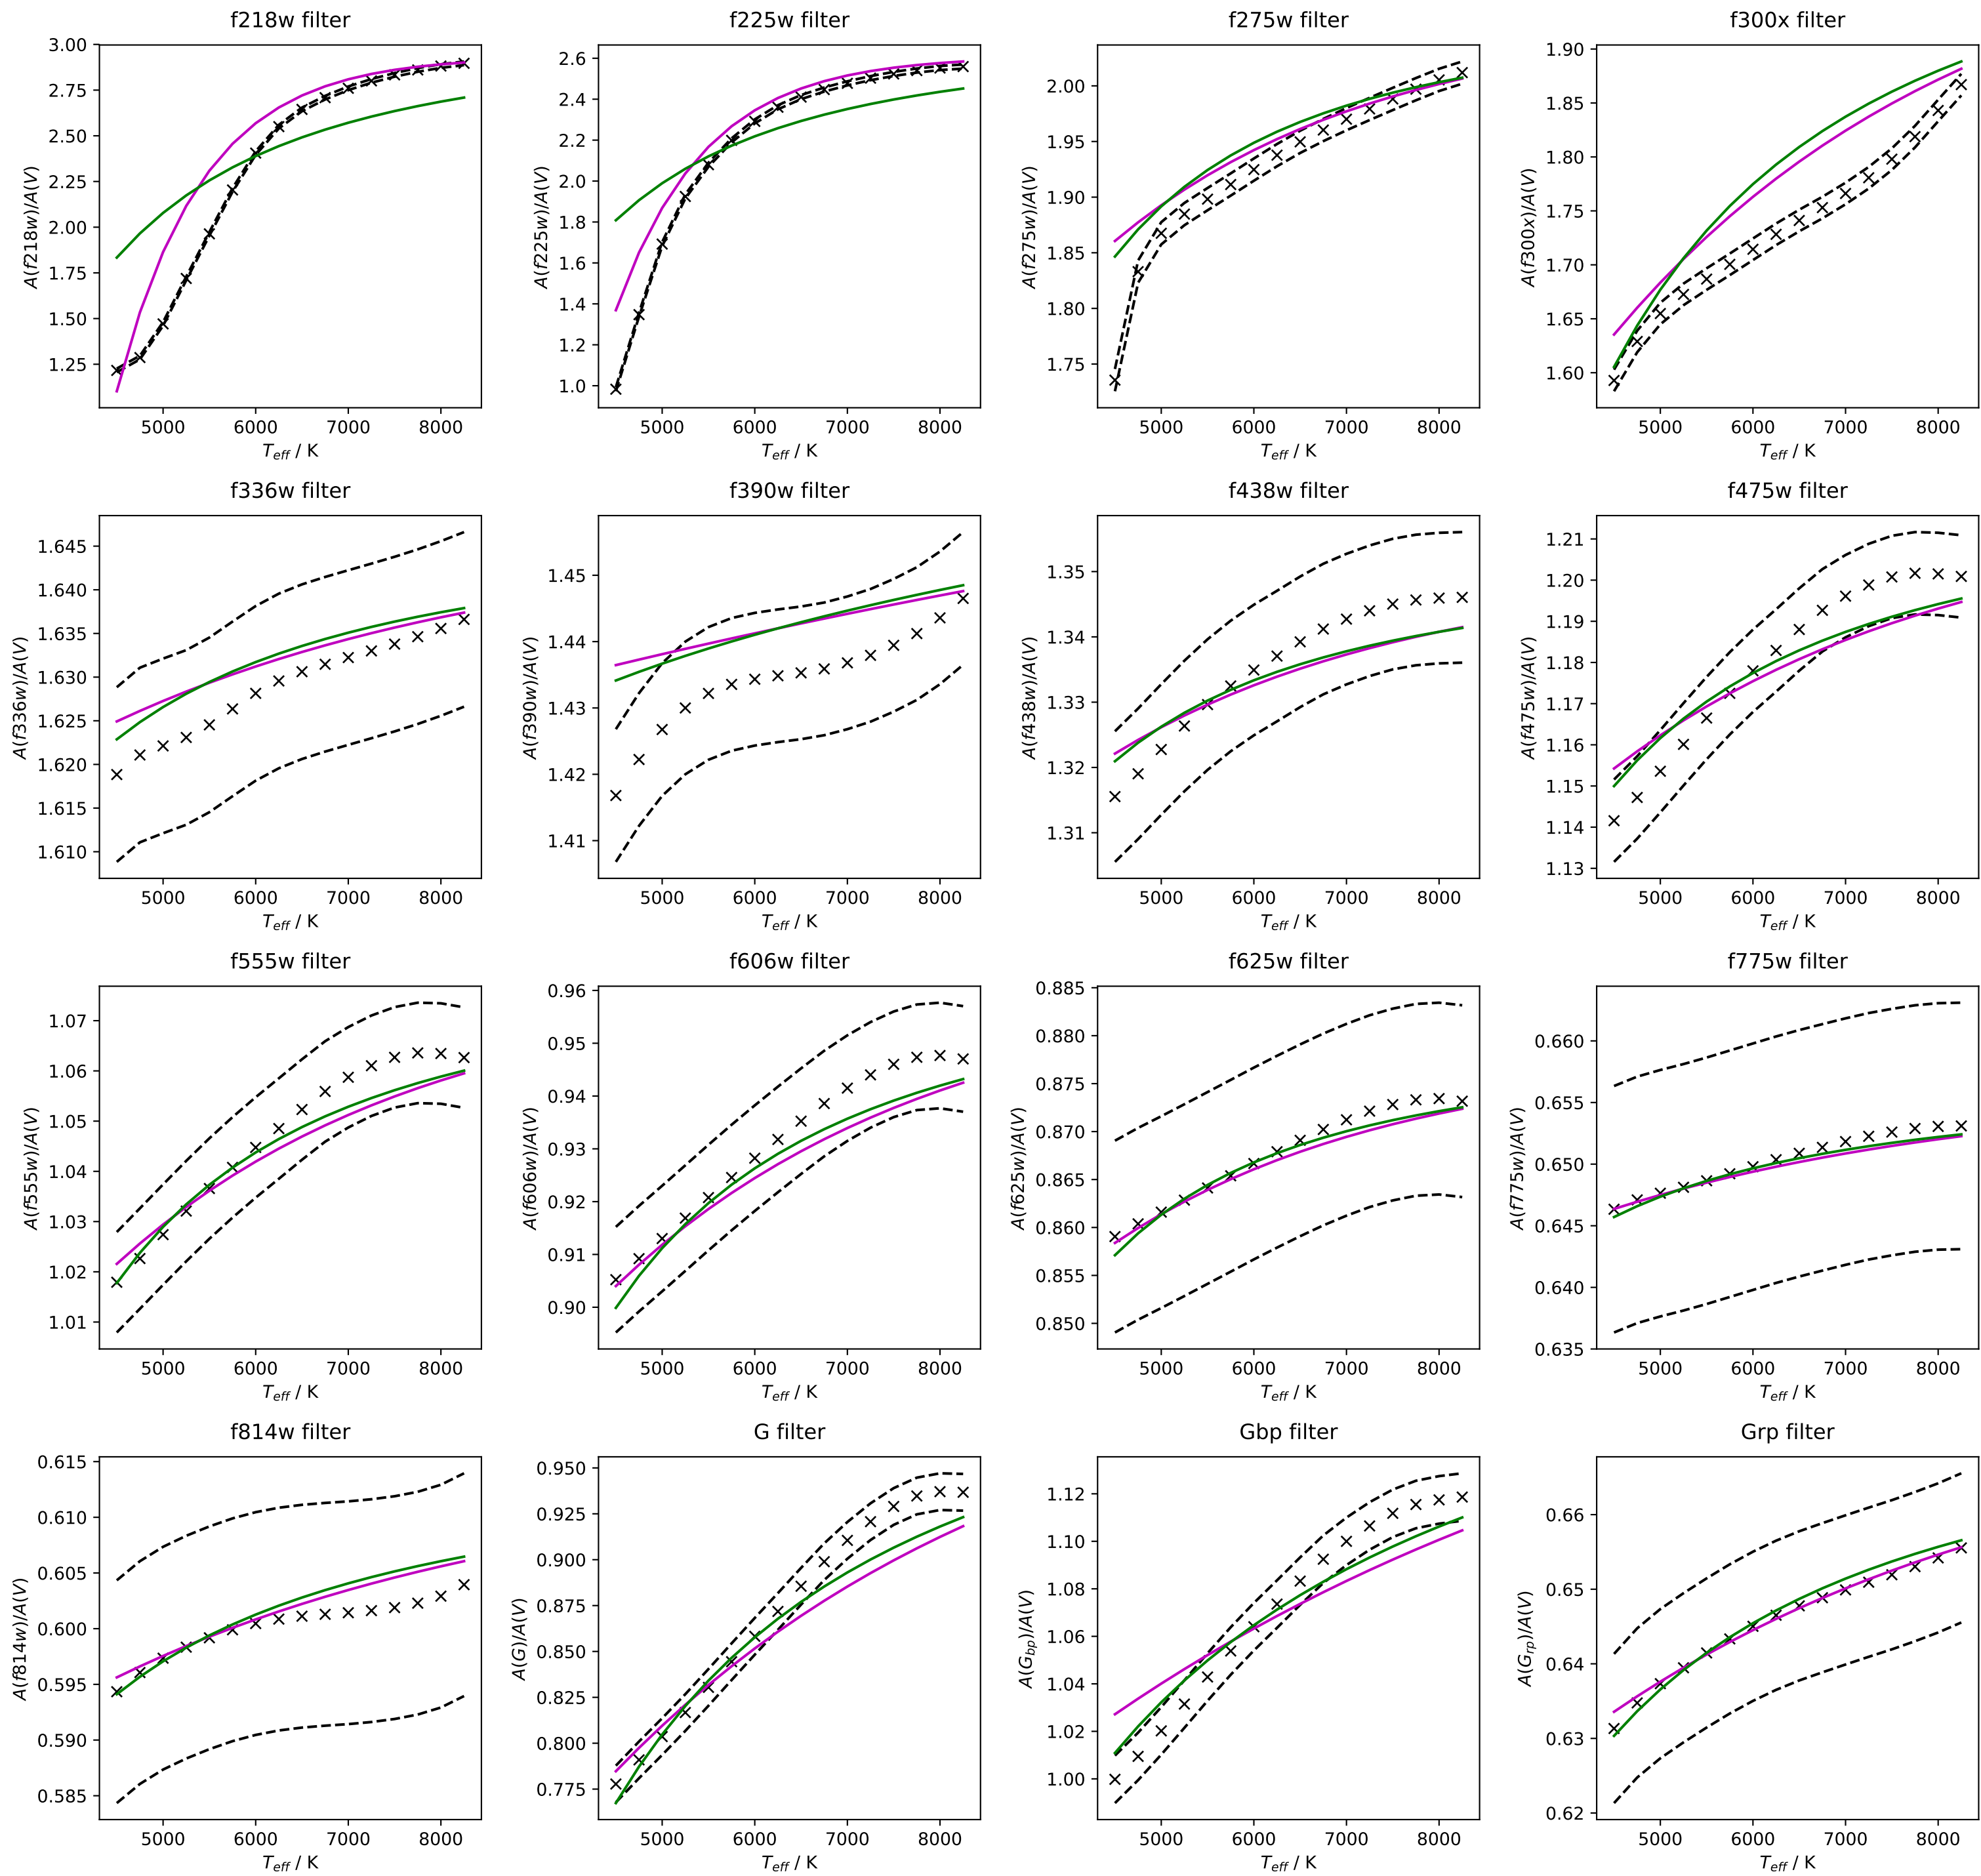 f218w filter
f225w filter
f275w filter
f300x filter
A(f218w)/A(V)
3.00
2.75
2.50
2.25
2.00
1.75
1.50
1.25
5000 6000 7000 8000
T_eff / K
A(f225w)/A(V)
2.6
2.4
2.2
2.0
1.8
1.6
1.4
1.2
1.0
5000 6000 7000 8000
T_eff / K
A(f275w)/A(V)
2.00
1.95
1.90
1.85
1.80
1.75
5000 6000 7000 8000
T_eff / K
A(f300x)/A(V)
1.90
1.85
1.80
1.75
1.70
1.65
1.60
5000 6000 7000 8000
T_eff / K
f336w filter
f390w filter
f438w filter
f475w filter
A(f336w)/A(V)
1.645
1.640
1.635
1.630
1.625
1.620
1.615
1.610
5000 6000 7000 8000
T_eff / K
A(f390w)/A(V)
1.45
1.44
1.43
1.42
1.41
5000 6000 7000 8000
T_eff / K
A(f438w)/A(V)
1.35
1.34
1.33
1.32
1.31
5000 6000 7000 8000
T_eff / K
A(f475w)/A(V)
1.21
1.20
1.19
1.18
1.17
1.16
1.15
1.14
1.13
5000 6000 7000 8000
T_eff / K
f555w filter
f606w filter
f625w filter
f775w filter
A(f555w)/A(V)
1.07
1.06
1.05
1.04
1.03
1.02
1.01
5000 6000 7000 8000
T_eff / K
A(f606w)/A(V)
0.96
0.95
0.94
0.93
0.92
0.91
0.90
5000 6000 7000 8000
T_eff / K
A(f625w)/A(V)
0.885
0.880
0.875
0.870
0.865
0.860
0.855
0.850
5000 6000 7000 8000
T_eff / K
A(f775w)/A(V)
0.660
0.655
0.650
0.645
0.640
0.635
5000 6000 7000 8000
T_eff / K
f814w filter
G filter
Gbp filter
Grp filter
A(f814w)/A(V)
0.615
0.610
0.605
0.600
0.595
0.590
0.585
5000 6000 7000 8000
T_eff / K
A(G)/A(V)
0.950
0.925
0.900
0.875
0.850
0.825
0.800
0.775
5000 6000 7000 8000
T_eff / K
A(G_bp)/A(V)
1.12
1.10
1.08
1.06
1.04
1.02
1.00
5000 6000 7000 8000
T_eff / K
A(G_rp)/A(V)
0.66
0.65
0.64
0.63
0.62
5000 6000 7000 8000
T_eff / K